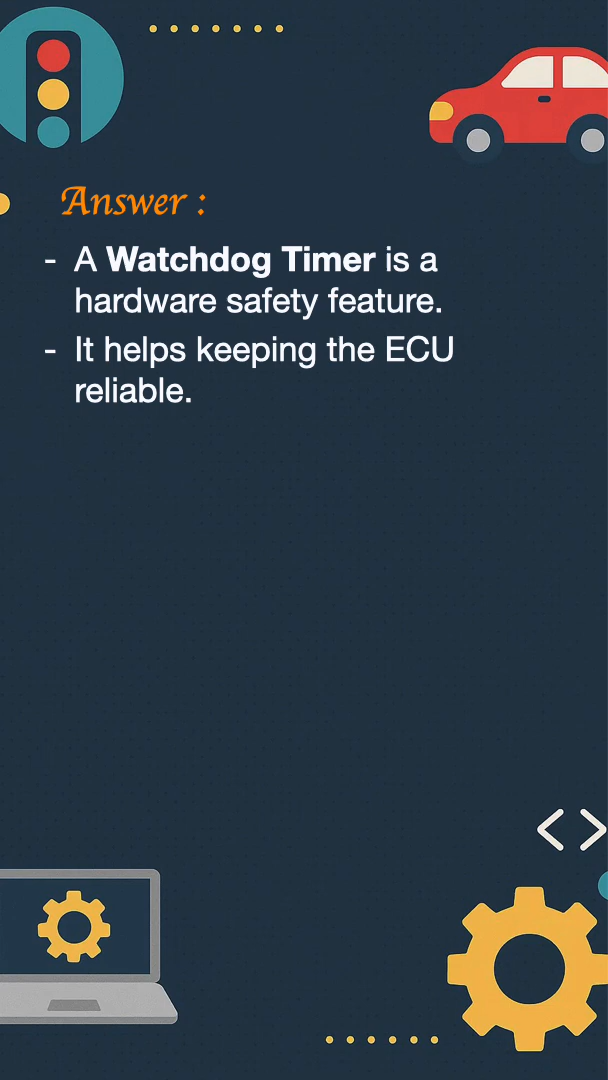 Answer :
- A Watchdog Timer is a
hardware safety feature.
- It helps keeping the ECU
reliable.